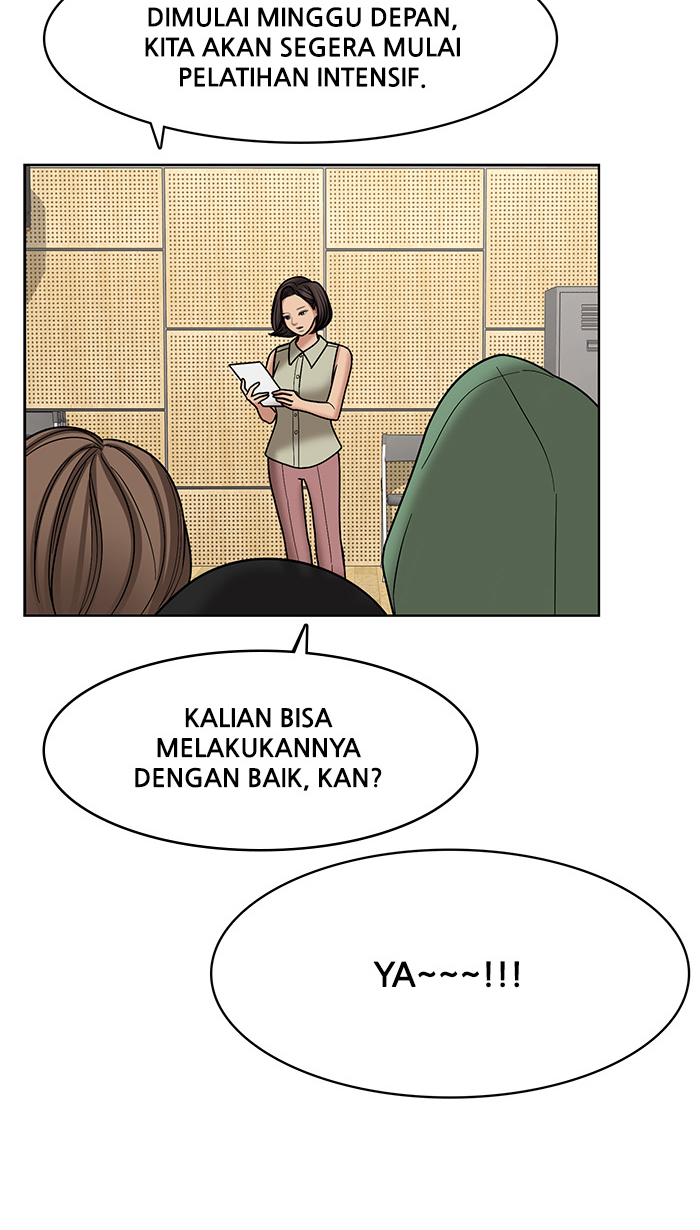 DIMULAI MINGGU DEPAN,
KITA AKAN SEGERA MULAI
PELATIHAN INTENSIF.
KALIAN BISA
MELAKUKANNYA
DENGAN BAIK, KAN?
YA~~~!!!